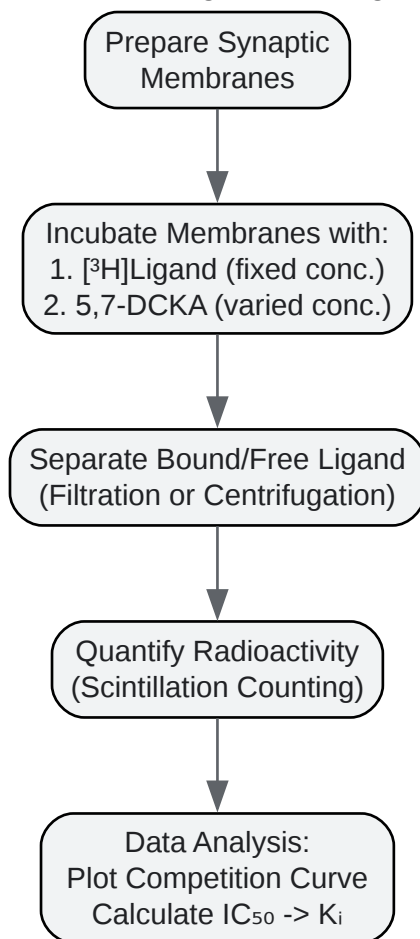 Prepare Synaptic
Membranes
Incubate Membranes with:
1. [³H]Ligand (fixed conc.)
2. 5,7-DCKA (varied conc.)
Separate Bound/Free Ligand
(Filtration or Centrifugation)
Quantify Radioactivity
(Scintillation Counting)
Data Analysis:
Plot Competition Curve
Calculate IC₅₀ -> Kᵢ